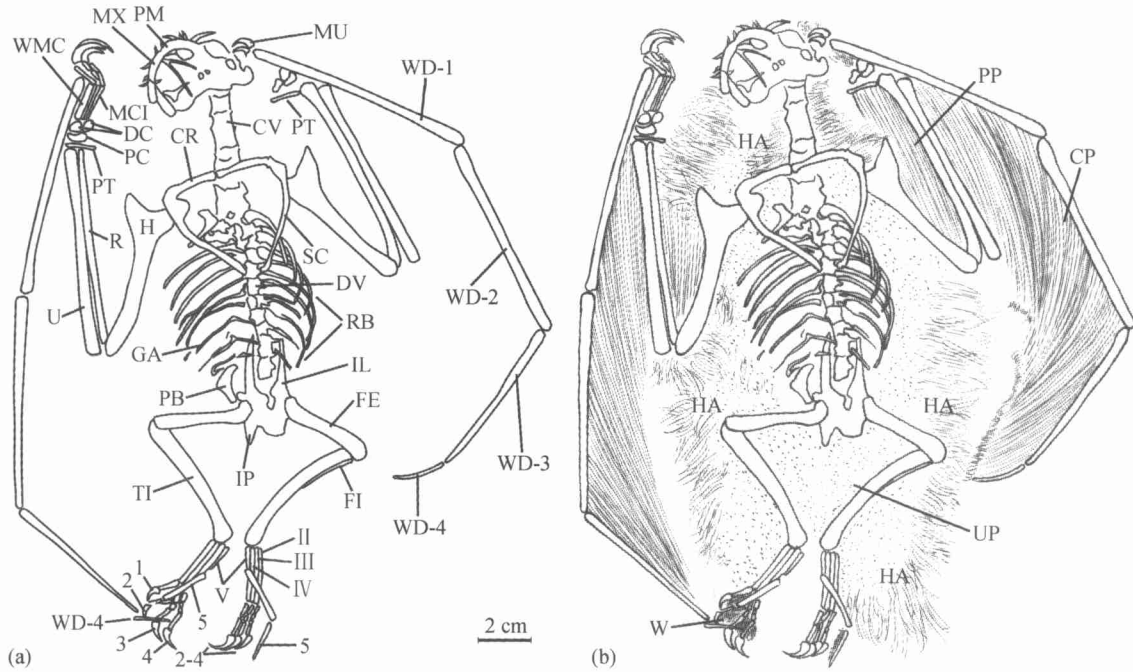 MX PM
MU
WMC
WD-1
MCI
DC
PC
PT
CR
CV
PT
R
H
SC
DV
WD-2
U
RB
GA
IL
PB
FE
IP
WD-3
TI
FI
WD-4
II
III
IV
V
1
2
WD-4
3
4
5
2-4
5
2 cm
(a)
PP
HA
CP
HA
HA
UP
HA
W
(b)